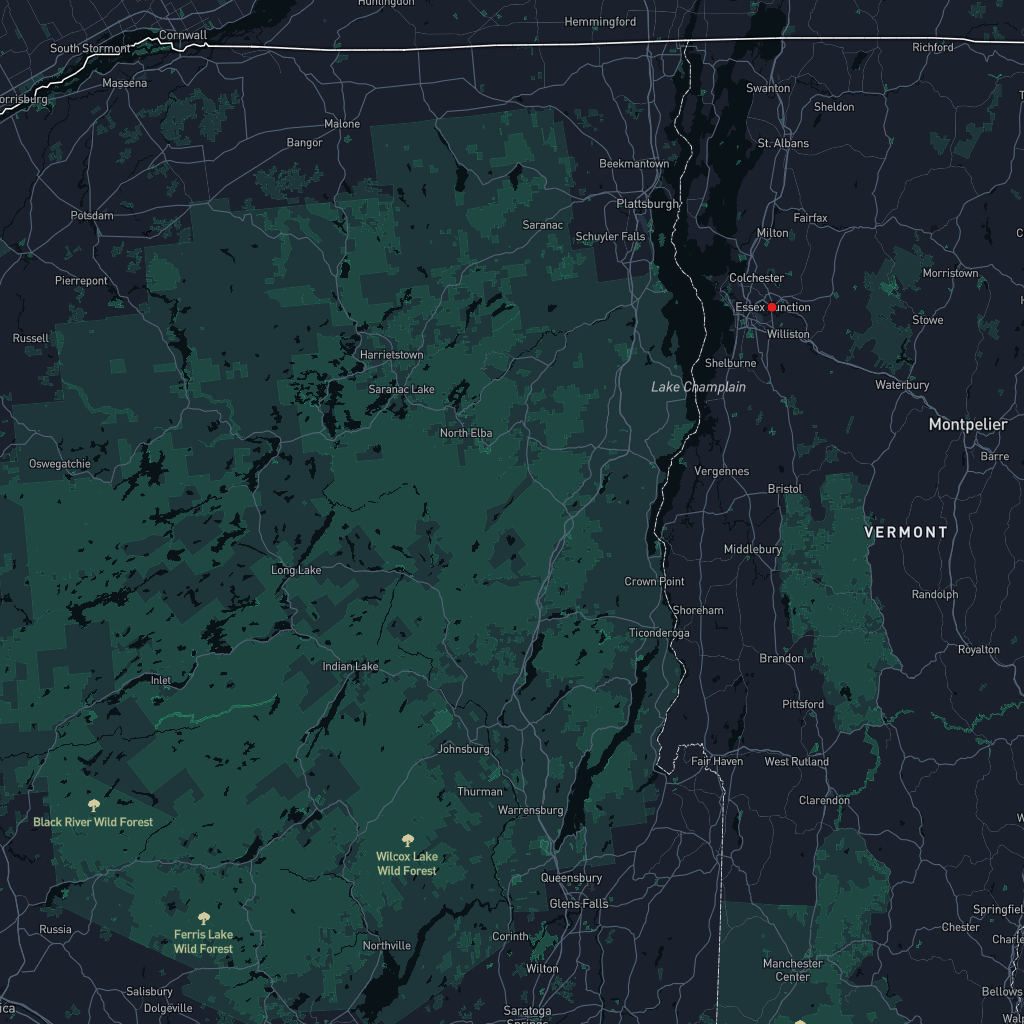 Huntingdon
Hemmingford
Cornwall
South Stormont
Richford
Massena
Swanton
orrisburg
Sheldon
Malone
Bangor
St. Albans
Beekmantown
Plattsburgh
Potsdam
Fairfax
Saranac
Milton
Schuyler Falls
Morristown
Pierrepont
Colchester
Essex Junction
Stowe
Russell
Williston
Harrietstown
Shelburne
Saranac Lake
Lake Champlain
Waterbury
Montpelier
North Elba
Barre
Oswegatchie
Vergennes
Bristol
VERMONT
Middlebury
Long Lake
Crown Point
Randolph
Shoreham
Ticonderoga
Royalton
Brandon
Indian Lake
Inlet
Pittsford
Johnsburg
Fair Haven
West Rutland
Thurman
Clarendon
Warrensburg
Black River Wild Forest
Wilcox Lake
Wild Forest
Queensbury
Glens Falls
Springfiel
Ferris Lake
Wild Forest
Russia
Chester
Corinth
Charle
Northville
Wilton
Manchester
Center
Salisbury
Bellows
Dolgeville
ica
Saratoga
Springs
Walp